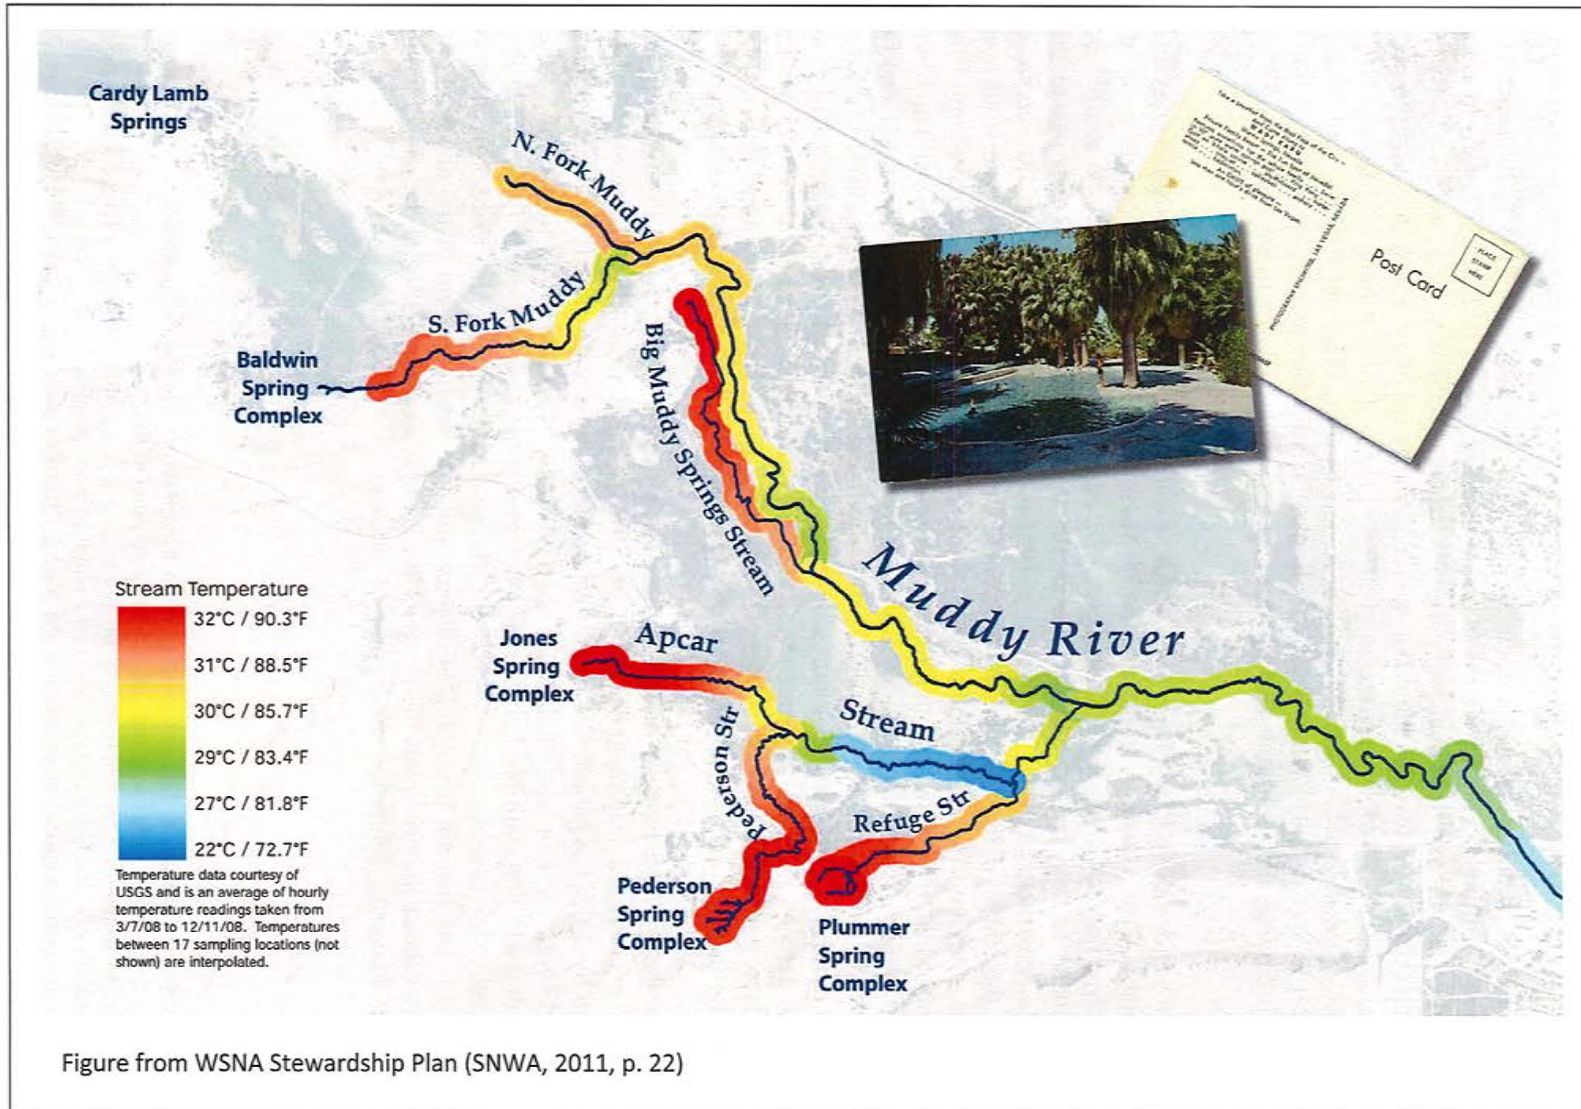 Cardy Lamb
Springs
N. Fork Muddy
S. Fork Muddy
Baldwin
Spring
Complex
Big Muddy Springs Stream
Muddy River
Jones
Spring
Complex
Apcar
Stream
Pederson Str
Refuge Str
Pederson
Spring
Complex
Plummer
Spring
Complex
Stream Temperature
32°C / 90.3°F
31°C / 88.5°F
30°C / 85.7°F
29°C / 83.4°F
27°C / 81.8°F
22°C / 72.7°F
Temperature data courtesy of
USGS and is an average of hourly
temperature readings taken from
3/7/08 to 12/11/08. Temperatures
between 17 sampling locations (not
shown) are interpolated.
Post Card
PLACE
STAMP
HERE
Figure from WSNA Stewardship Plan (SNWA, 2011, p. 22)